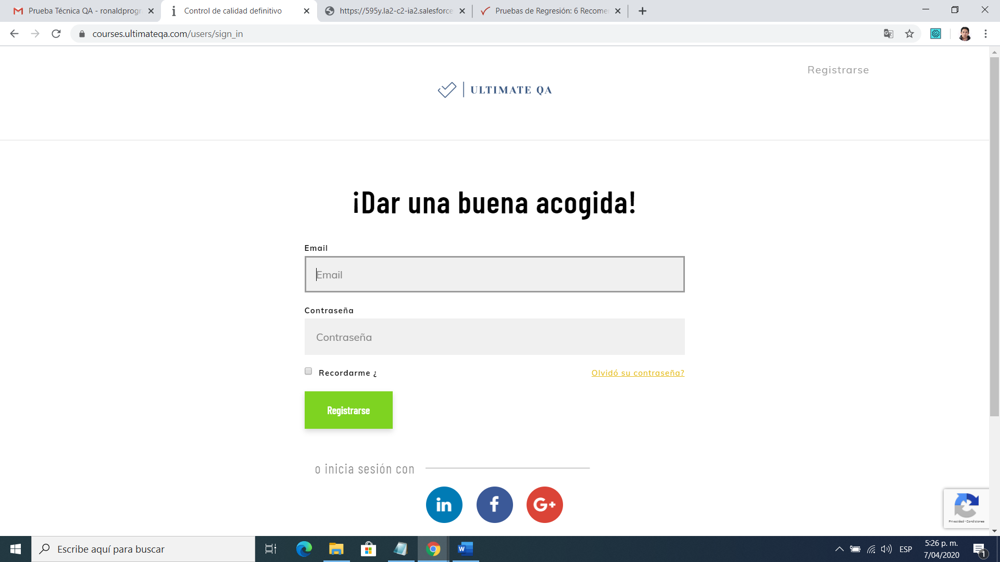 Prueba Técnica QA - ronaldprogr
Control de calidad definitivo
https://595y.la2-c2-ia2.salesforce
Pruebas de Regresión: 6 Recomen
courses.ultimateqa.com/users/sign_in
Registrarse
ULTIMATE QA
¡Dar una buena acogida!
Email
Email
Contraseña
Contraseña
Recordarme ¿
Olvidó su contraseña?
Registrarse
o inicia sesión con
in
f
G+
Privacidad - Condiciones
Escribe aquí para buscar
W
ESP
5:26 p. m.
7/04/2020
1